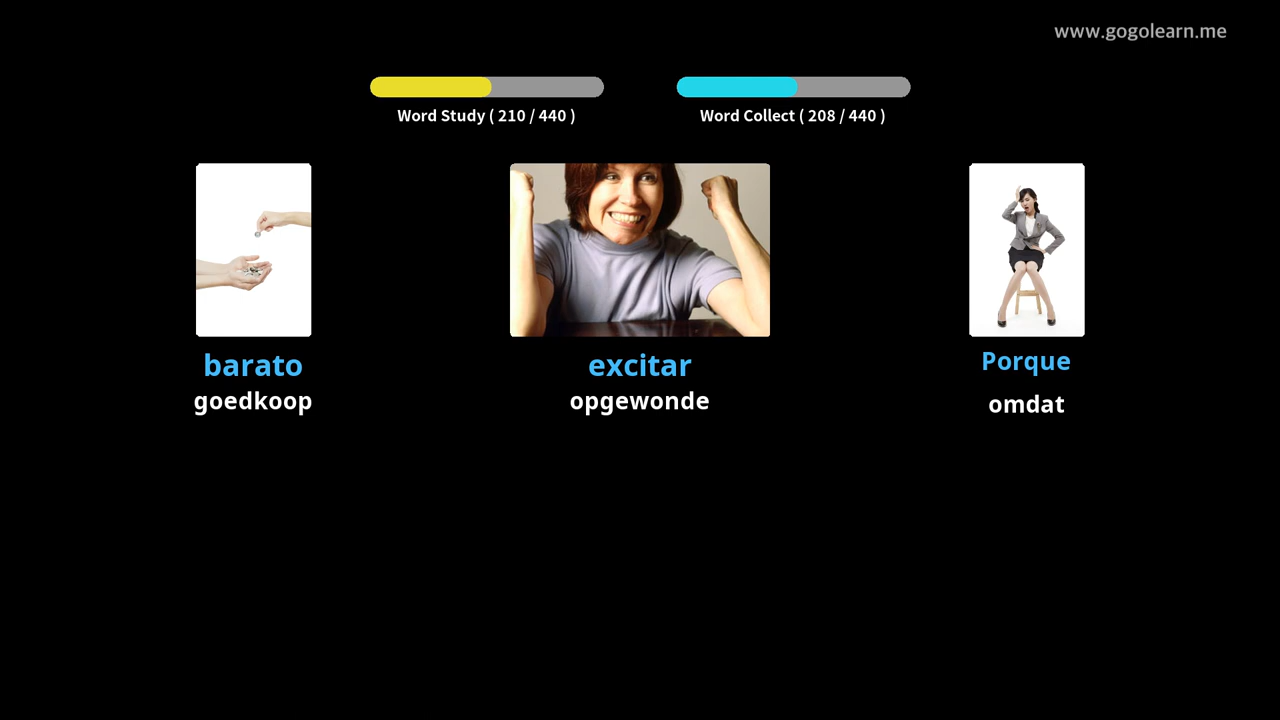 www.gogolearn.me
Word Study ( 210 / 440 )
Word Collect ( 208 / 440 )
barato
excitar
Porque
goedkoop
opgewonde
omdat